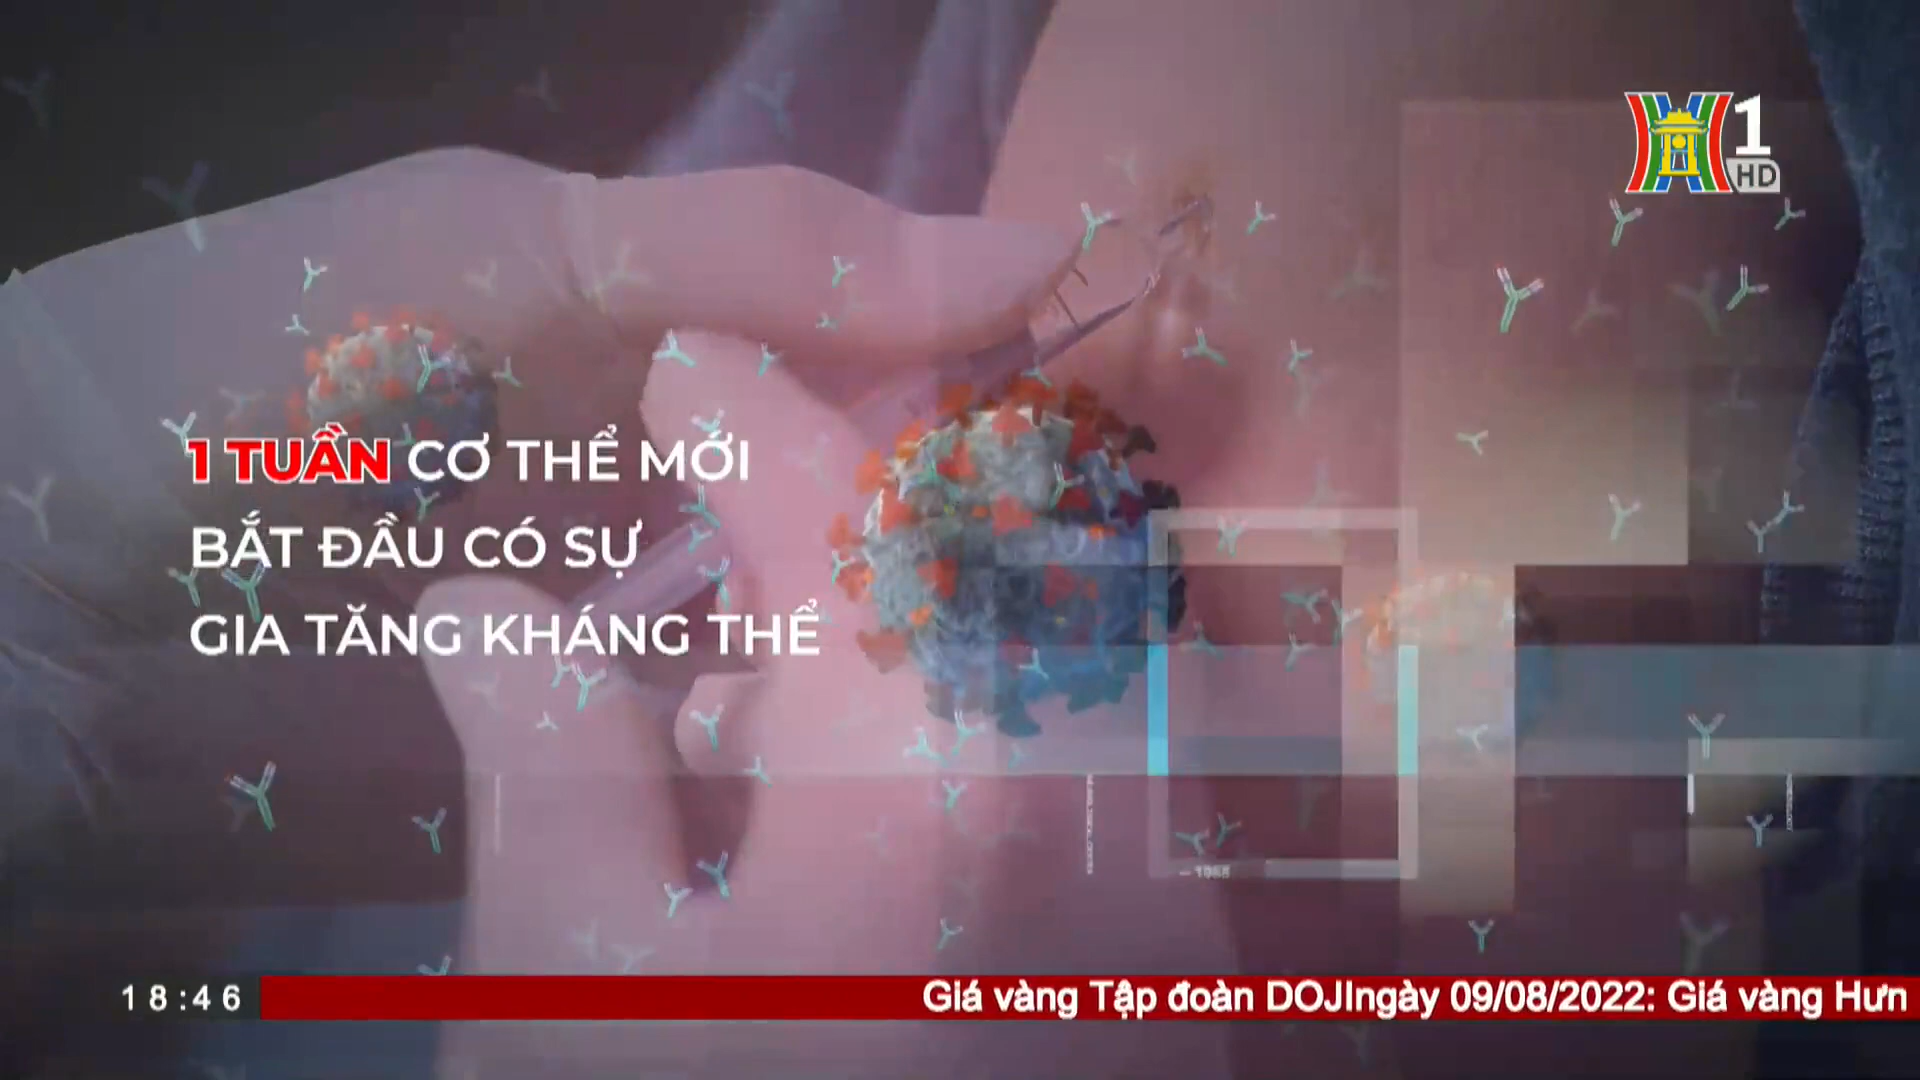 1
HD
1 TUẦN CƠ THỂ MỚI
BẮT ĐẦU CÓ SỰ
GIA TĂNG KHÁNG THỂ
1968
18:46
Giá vàng Tập đoàn DOJIngày 09/08/2022: Giá vàng Hưn